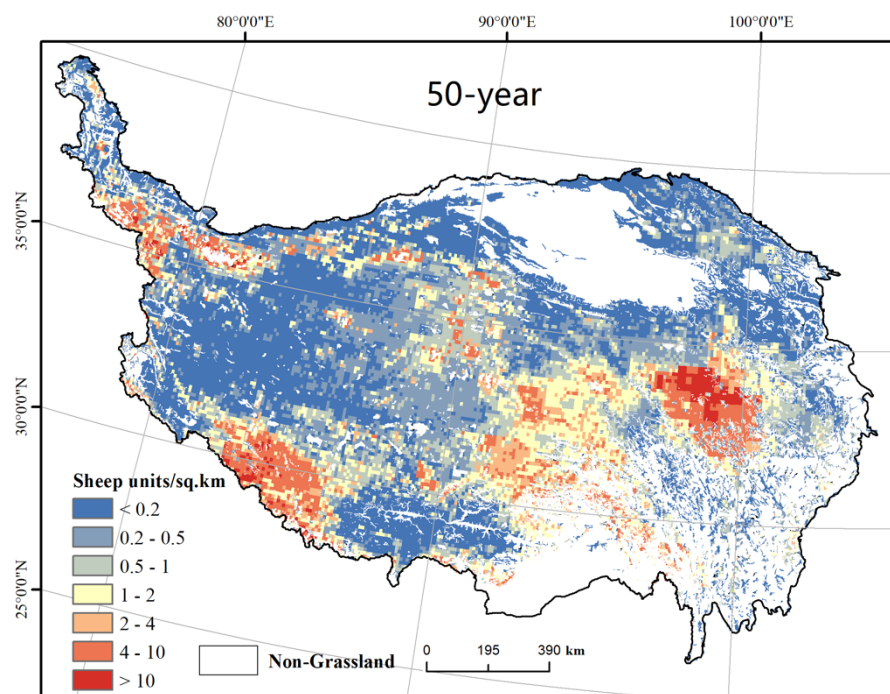 80°0'0"E 90°0'0"E 100°0'0"E
50-year
35°0'0"N
30°0'0"N
25°0'0"N
Sheep units/sq.km
< 0.2
0.2 - 0.5
0.5 - 1
1 - 2
2 - 4
4 - 10
> 10
Non-Grassland
0 195 390 km